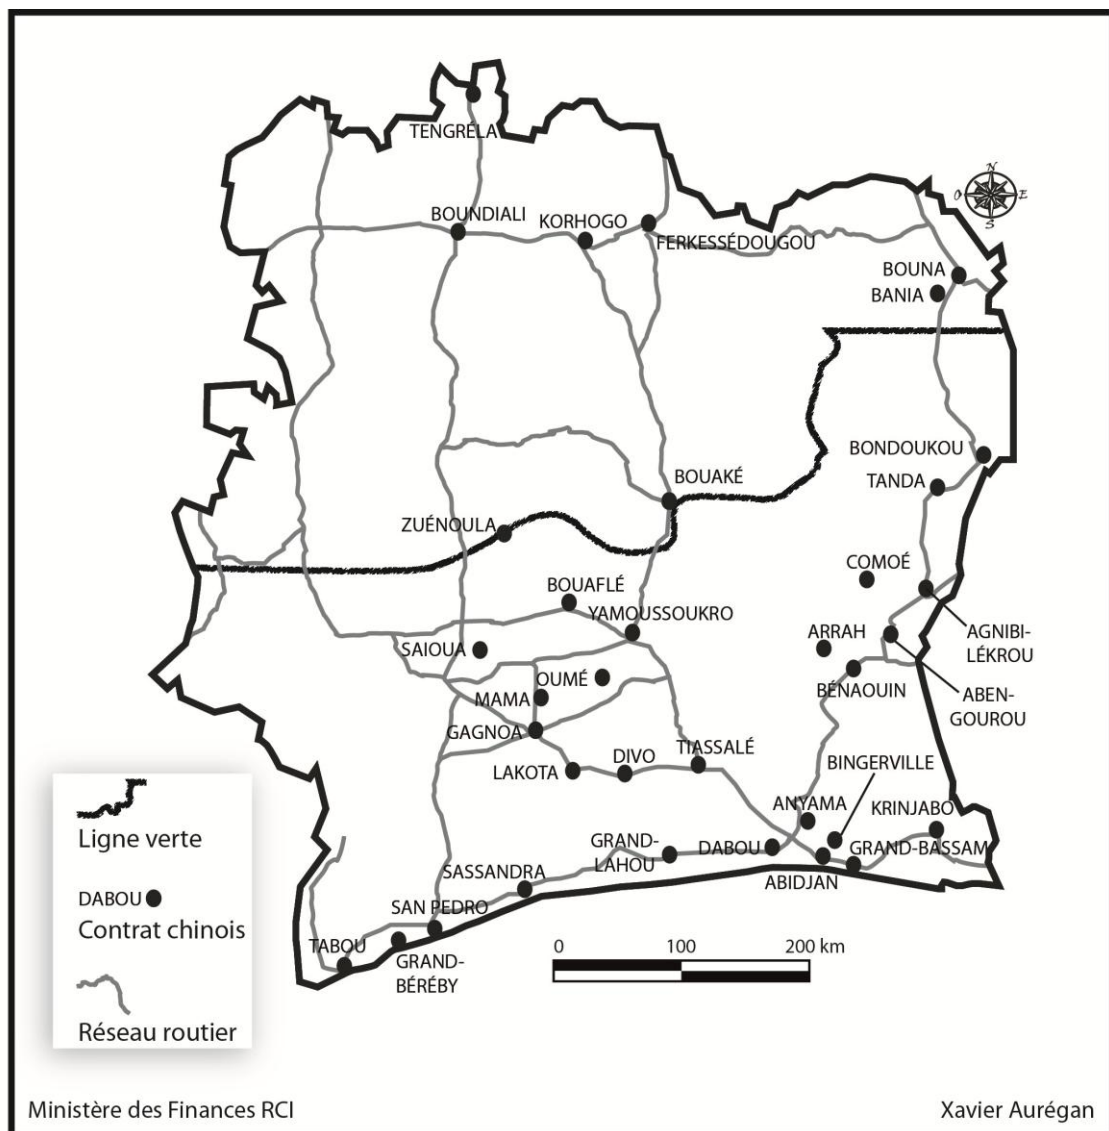 N
O
E
S
TENGRÉLA
BOUNDIALI
KORHOGO
FERKESSÉDOUGOU
BOUNA
BANIA
BONDOUKOU
TANDA
BOUAKÉ
ZUÉNOULA
COMOÉ
BOUAFLÉ
YAMOUSSOUKRO
SAIOUA
ARRAH
AGNIBI-
LÉKROU
OUMÉ
MAMA
BÉNAOUIN
ABEN-
GOUROU
GAGNOA
LAKOTA
DIVO
TIASSALÉ
BINGERVILLE
ANYAMA
KRINJABO
GRAND-
LAHOU
DABOU
GRAND-BASSAM
ABIDJAN
SASSANDRA
SAN PEDRO
TABOU
GRAND-
BÉRÉBY
0 100 200 km
Ligne verte
DABOU
Contrat chinois
Réseau routier
Ministère des Finances RCI
Xavier Aurégan